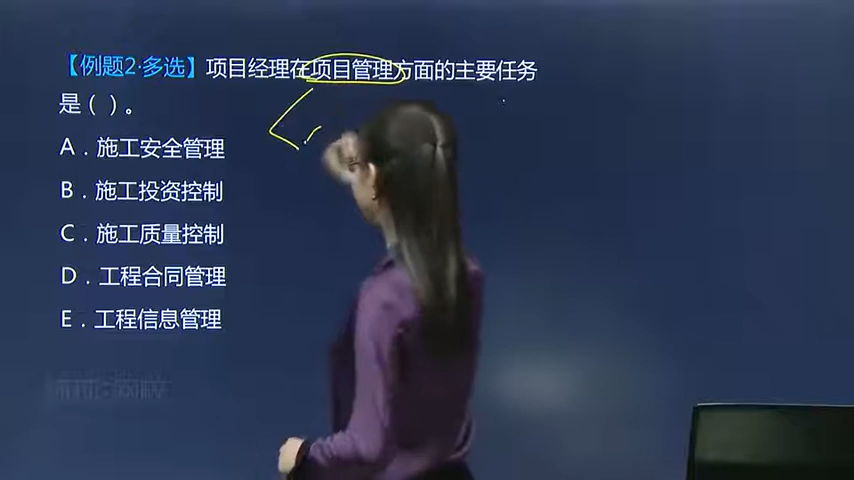 【例题2·多选】项目经理在项目管理方面的主要任务
是（ ）。
A．施工安全管理
B．施工投资控制
C．施工质量控制
D．工程合同管理
E．工程信息管理